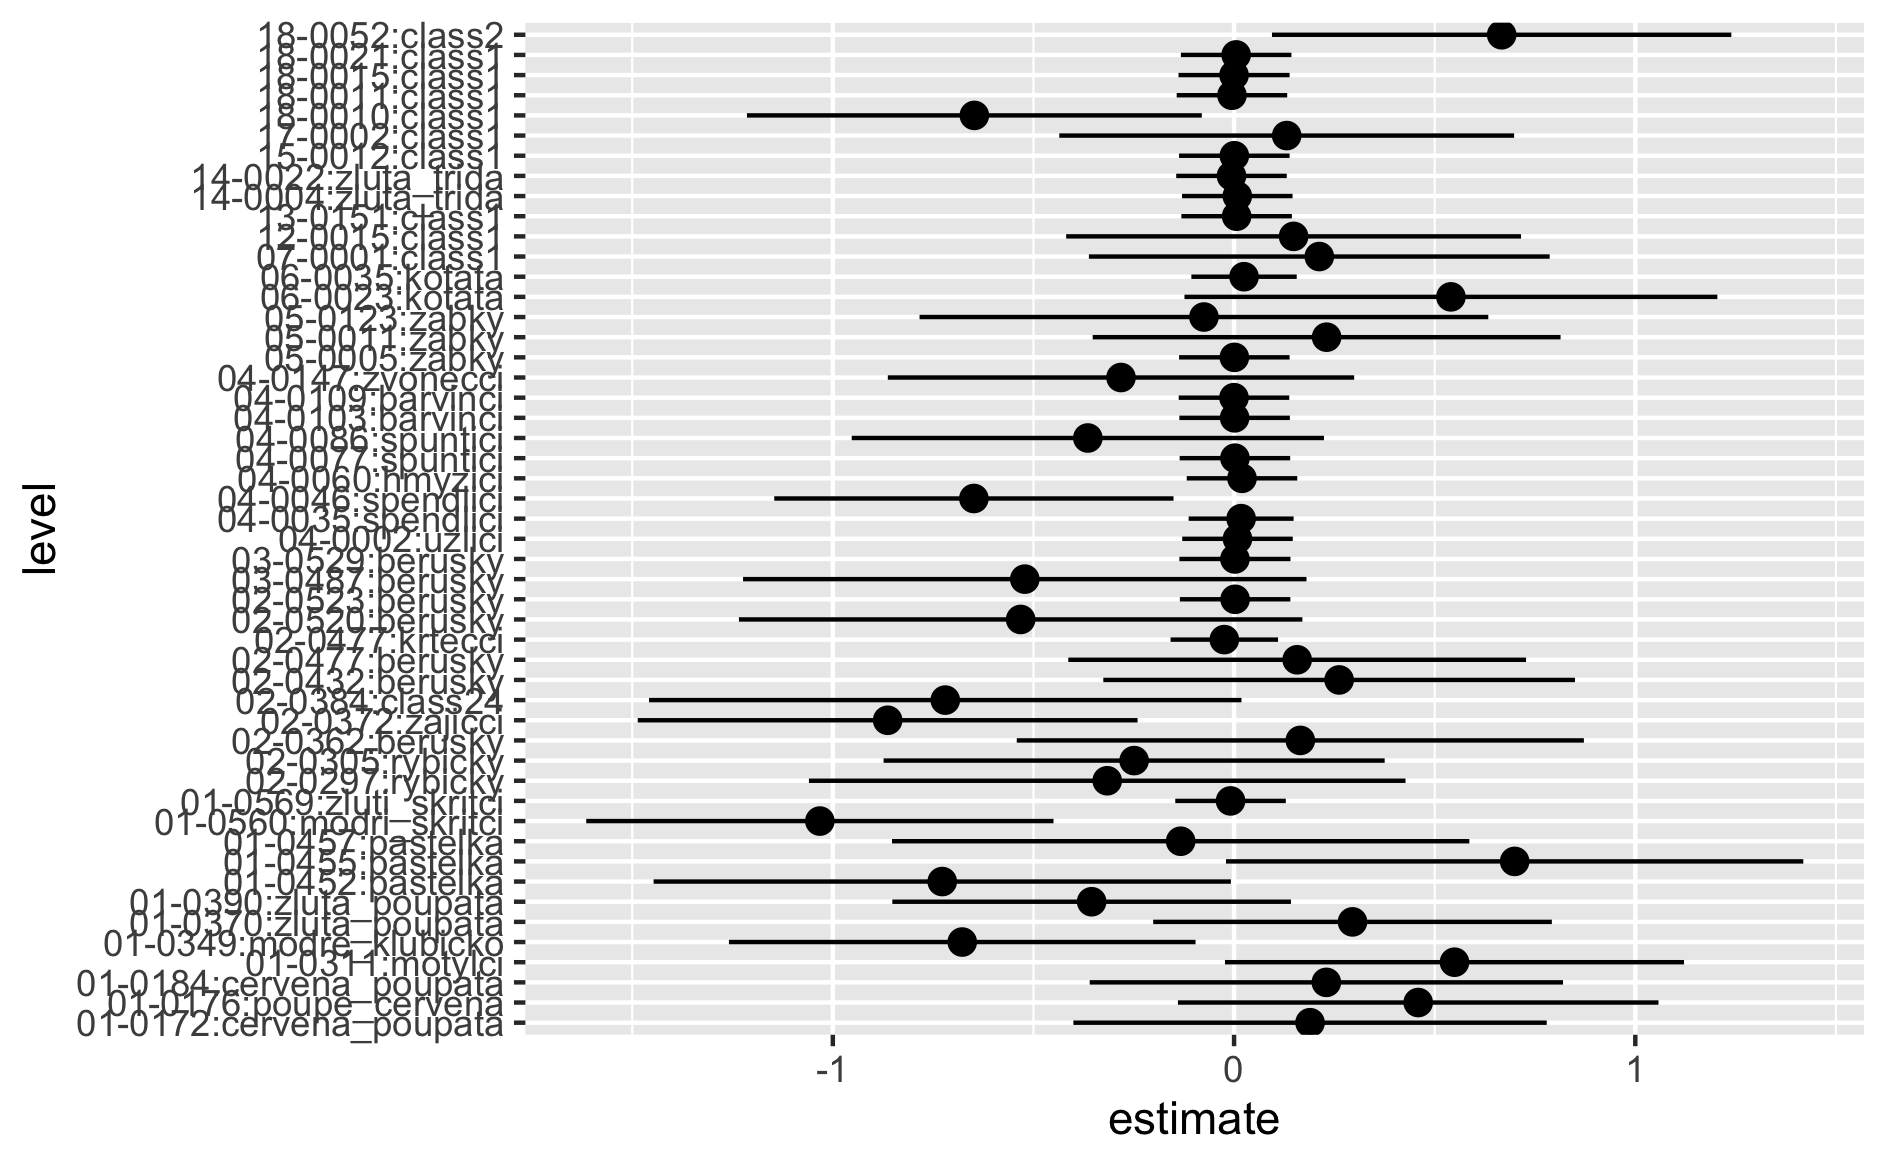 18-0052:class2
18-0021:class1
18-0015:class1
18-0011:class1
18-0010:class1
17-0002:class1
15-0012:class1
14-0022:zluta_trida
14-0004:zluta_trida
13-0151:class1
12-0015:class1
07-0001:class1
06-0035:kotata
06-0023:kotata
05-0123:zabky
05-0011:zabky
05-0005:zabky
04-0147:zvonecci
04-0109:barvinci
04-0103:barvinci
04-0086:spuntici
04-0077:spuntici
04-0060:hmyzici
04-0046:spendlici
04-0035:spendlici
04-0002:uzlici
03-0529:berusky
03-0487:berusky
02-0523:berusky
02-0520:berusky
02-0477:krtecci
02-0477:berusky
02-0432:berusky
02-0384:class24
02-0372:zajicci
02-0362:berusky
02-0305:rybicky
02-0297:rybicky
01-0569:zluti_skritci
01-0560:modri_skritci
01-0457:pastelka
01-0455:pastelka
01-0452:pastelka
01-0390:zluta_poupata
01-0370:zluta_poupata
01-0349:modre_klubicko
01-0311:motylci
01-0184:cervena_poupata
01-0176:poupe_cervena
01-0172:cervena_poupata
level
-1 0 1
estimate